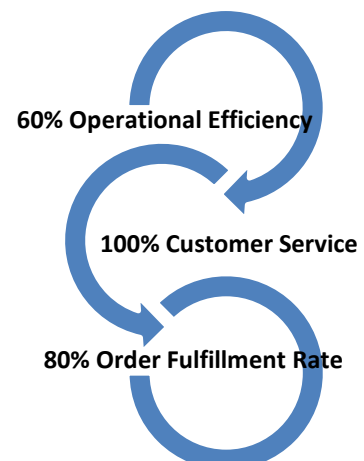 60% Operational Efficiency
100% Customer Service
80% Order Fulfillment Rate